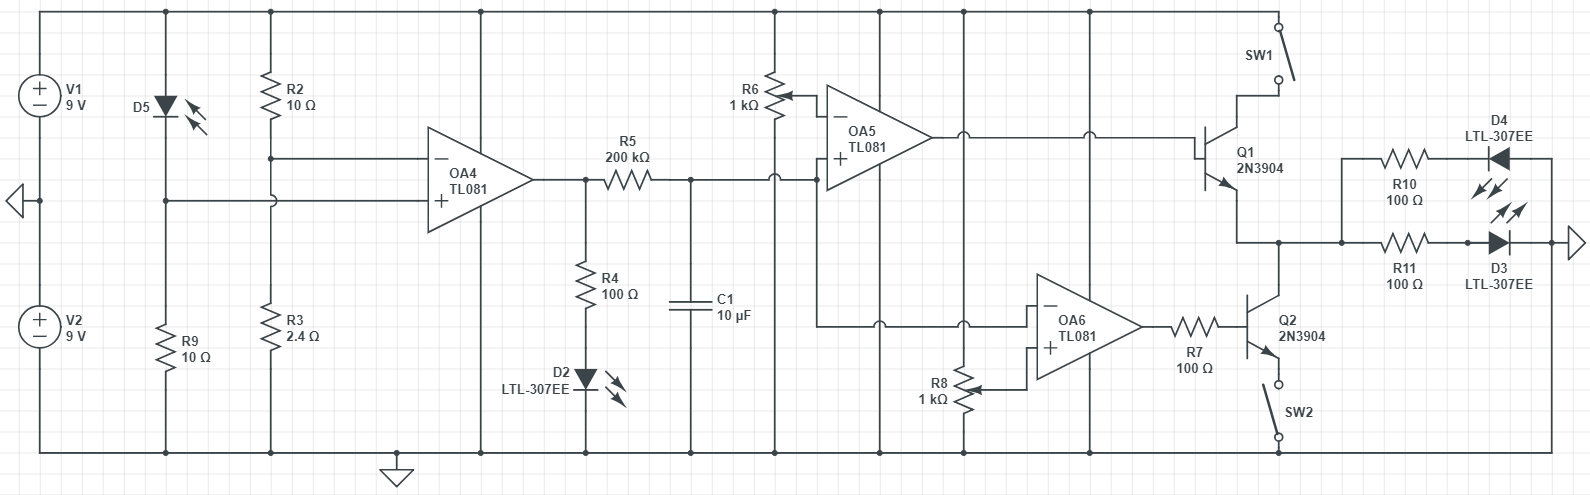 V1
9 V
V2
9 V
D5
R9
10 Ω
R2
10 Ω
R3
2.4 Ω
OA4
TL081
R5
200 kΩ
R4
100 Ω
D2
LTL-307EE
C1
10 µF
R6
1 kΩ
OA5
TL081
R8
1 kΩ
OA6
TL081
R7
100 Ω
SW1
Q1
2N3904
Q2
2N3904
SW2
D4
LTL-307EE
R10
100 Ω
R11
100 Ω
D3
LTL-307EE